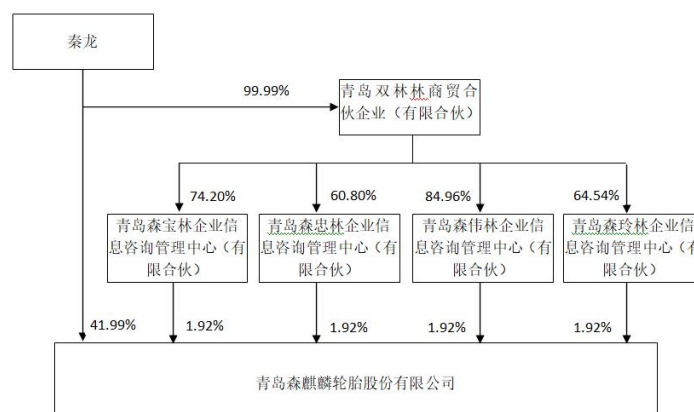 秦龙
99.99%
青岛双林林商贸合
伙企业（有限合伙）
74.20%
60.80%
84.96%
64.54%
青岛森宝林企业信
息咨询管理中心（有
限合伙）
青岛森忠林企业信
息咨询管理中心（有
限合伙）
青岛森伟林企业信
息咨询管理中心（有
限合伙）
青岛森玲林企业信
息咨询管理中心（有
限合伙）
41.99%
1.92%
1.92%
1.92%
1.92%
青岛森麒麟轮胎股份有限公司